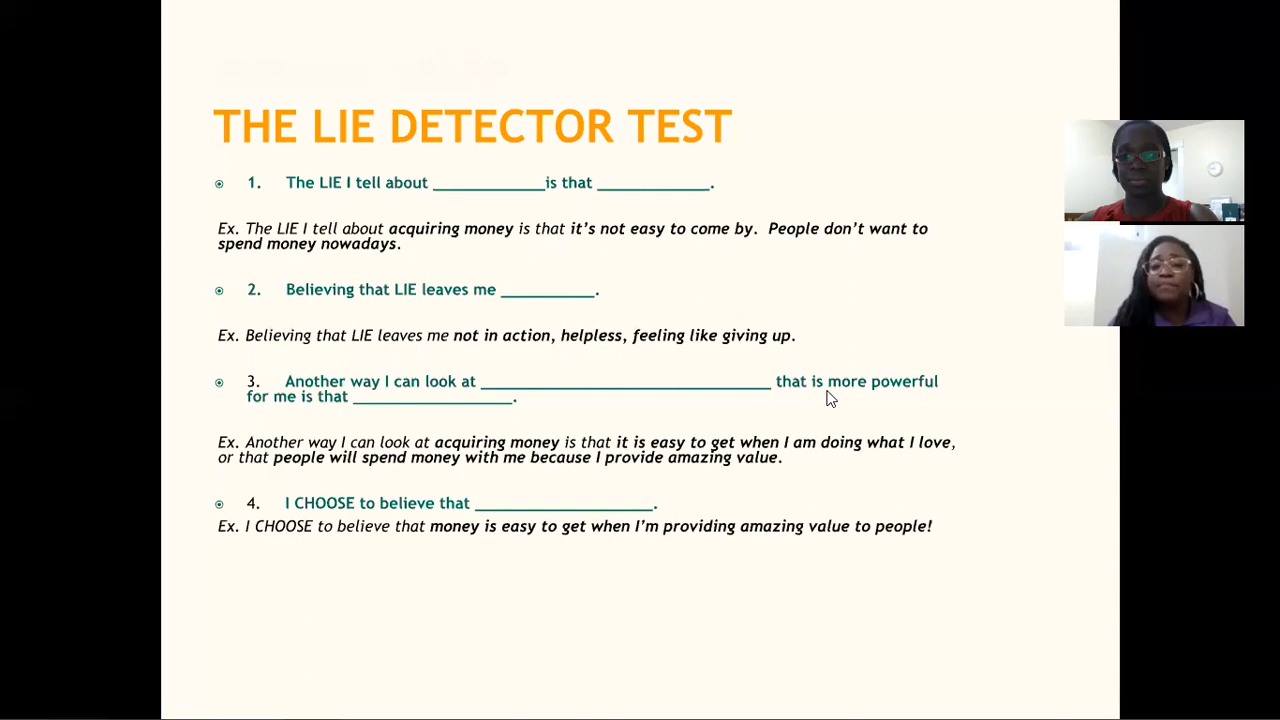 THE LIE DETECTOR TEST
1. The LIE I tell about ____________is that ____________.
Ex. The LIE I tell about acquiring money is that it’s not easy to come by.  People don’t want to
spend money nowadays.
2. Believing that LIE leaves me __________.
Ex. Believing that LIE leaves me not in action, helpless, feeling like giving up.
3. Another way I can look at _______________________________ that is more powerful
for me is that _________________.
Ex. Another way I can look at acquiring money is that it is easy to get when I am doing what I love,
or that people will spend money with me because I provide amazing value.
4. I CHOOSE to believe that ___________________.
Ex. I CHOOSE to believe that money is easy to get when I’m providing amazing value to people!